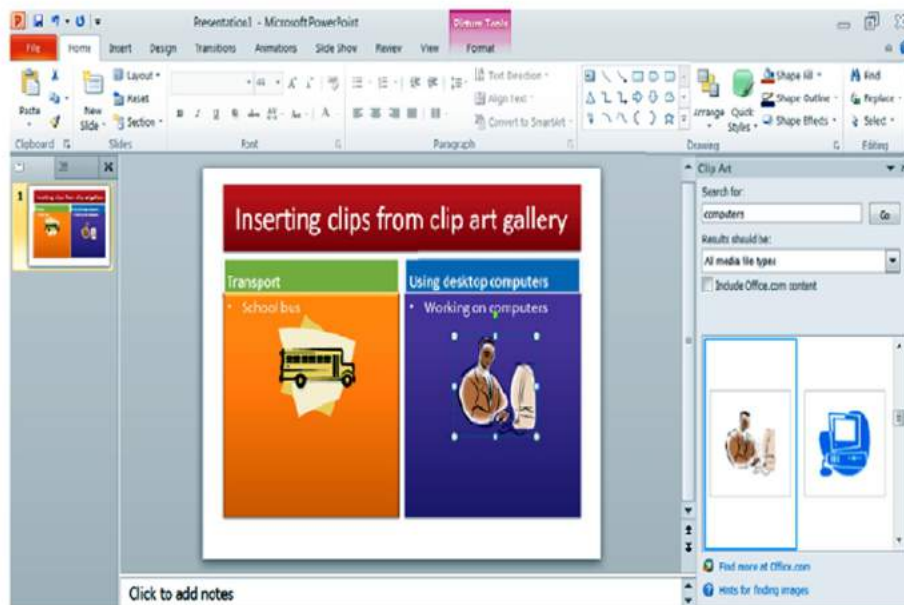 Presentation1 - Microsoft PowerPoint
Picture Tools
File Home Insert Design Transitions Animations Slide Show Review View Format
Paste
New Slide
Layout
Reset
Section
Text Direction
Align Text
Convert to SmartArt
Arrange
Quick Styles
Shape Fill
Shape Outline
Shape Effects
Find
Replace
Select
Clipboard Slides Font Paragraph Drawing Editing
1
Inserting clips from clip art gallery
Transport
• School bus
Using desktop computers
• Working on computers
Click to add notes
Clip Art
Search for:
computers
Go
Results should be:
All media file types
Include Office.com content
Find more at Office.com
Hints for finding images